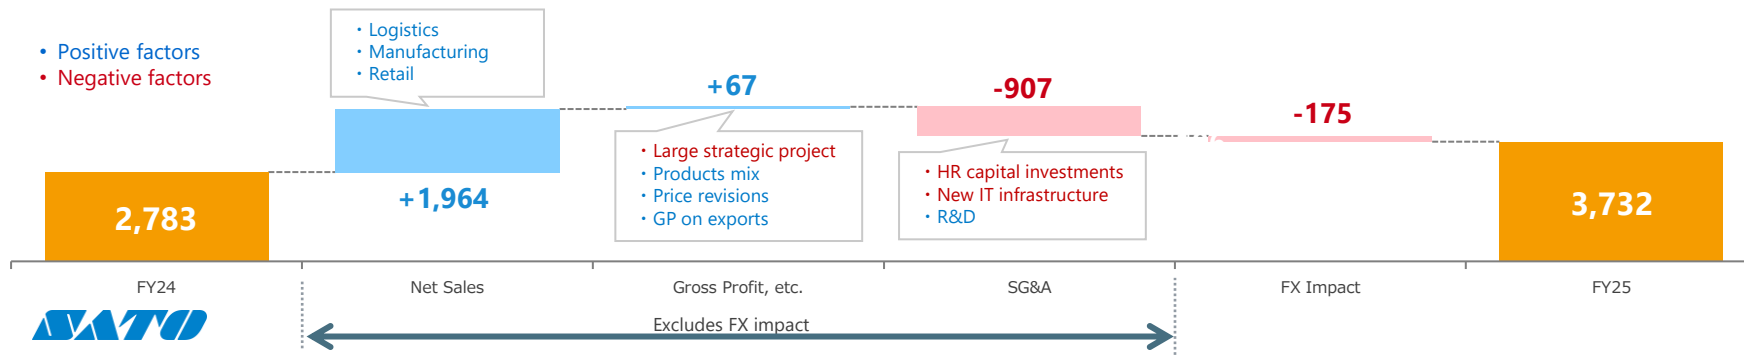 • Positive factors
• Negative factors
・Logistics
・Manufacturing
・Retail
+1,964
+67
・Large strategic project
・Products mix
・Price revisions
・GP on exports
-907
・HR capital investments
・New IT infrastructure
・R&D
-175
2,783
3,732
FY24
Net Sales
Gross Profit, etc.
SG&A
FX Impact
FY25
Excludes FX impact
SATO